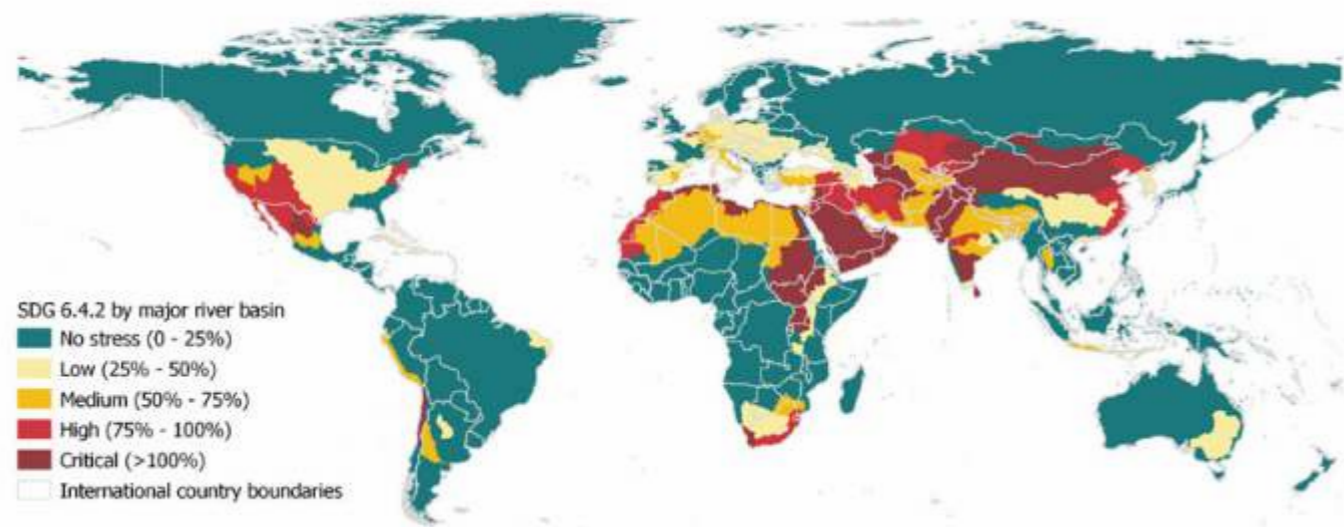 SDG 6.4.2 by major river basin
No stress (0 - 25%)
Low (25% - 50%)
Medium (50% - 75%)
High (75% - 100%)
Critical (>100%)
International country boundaries